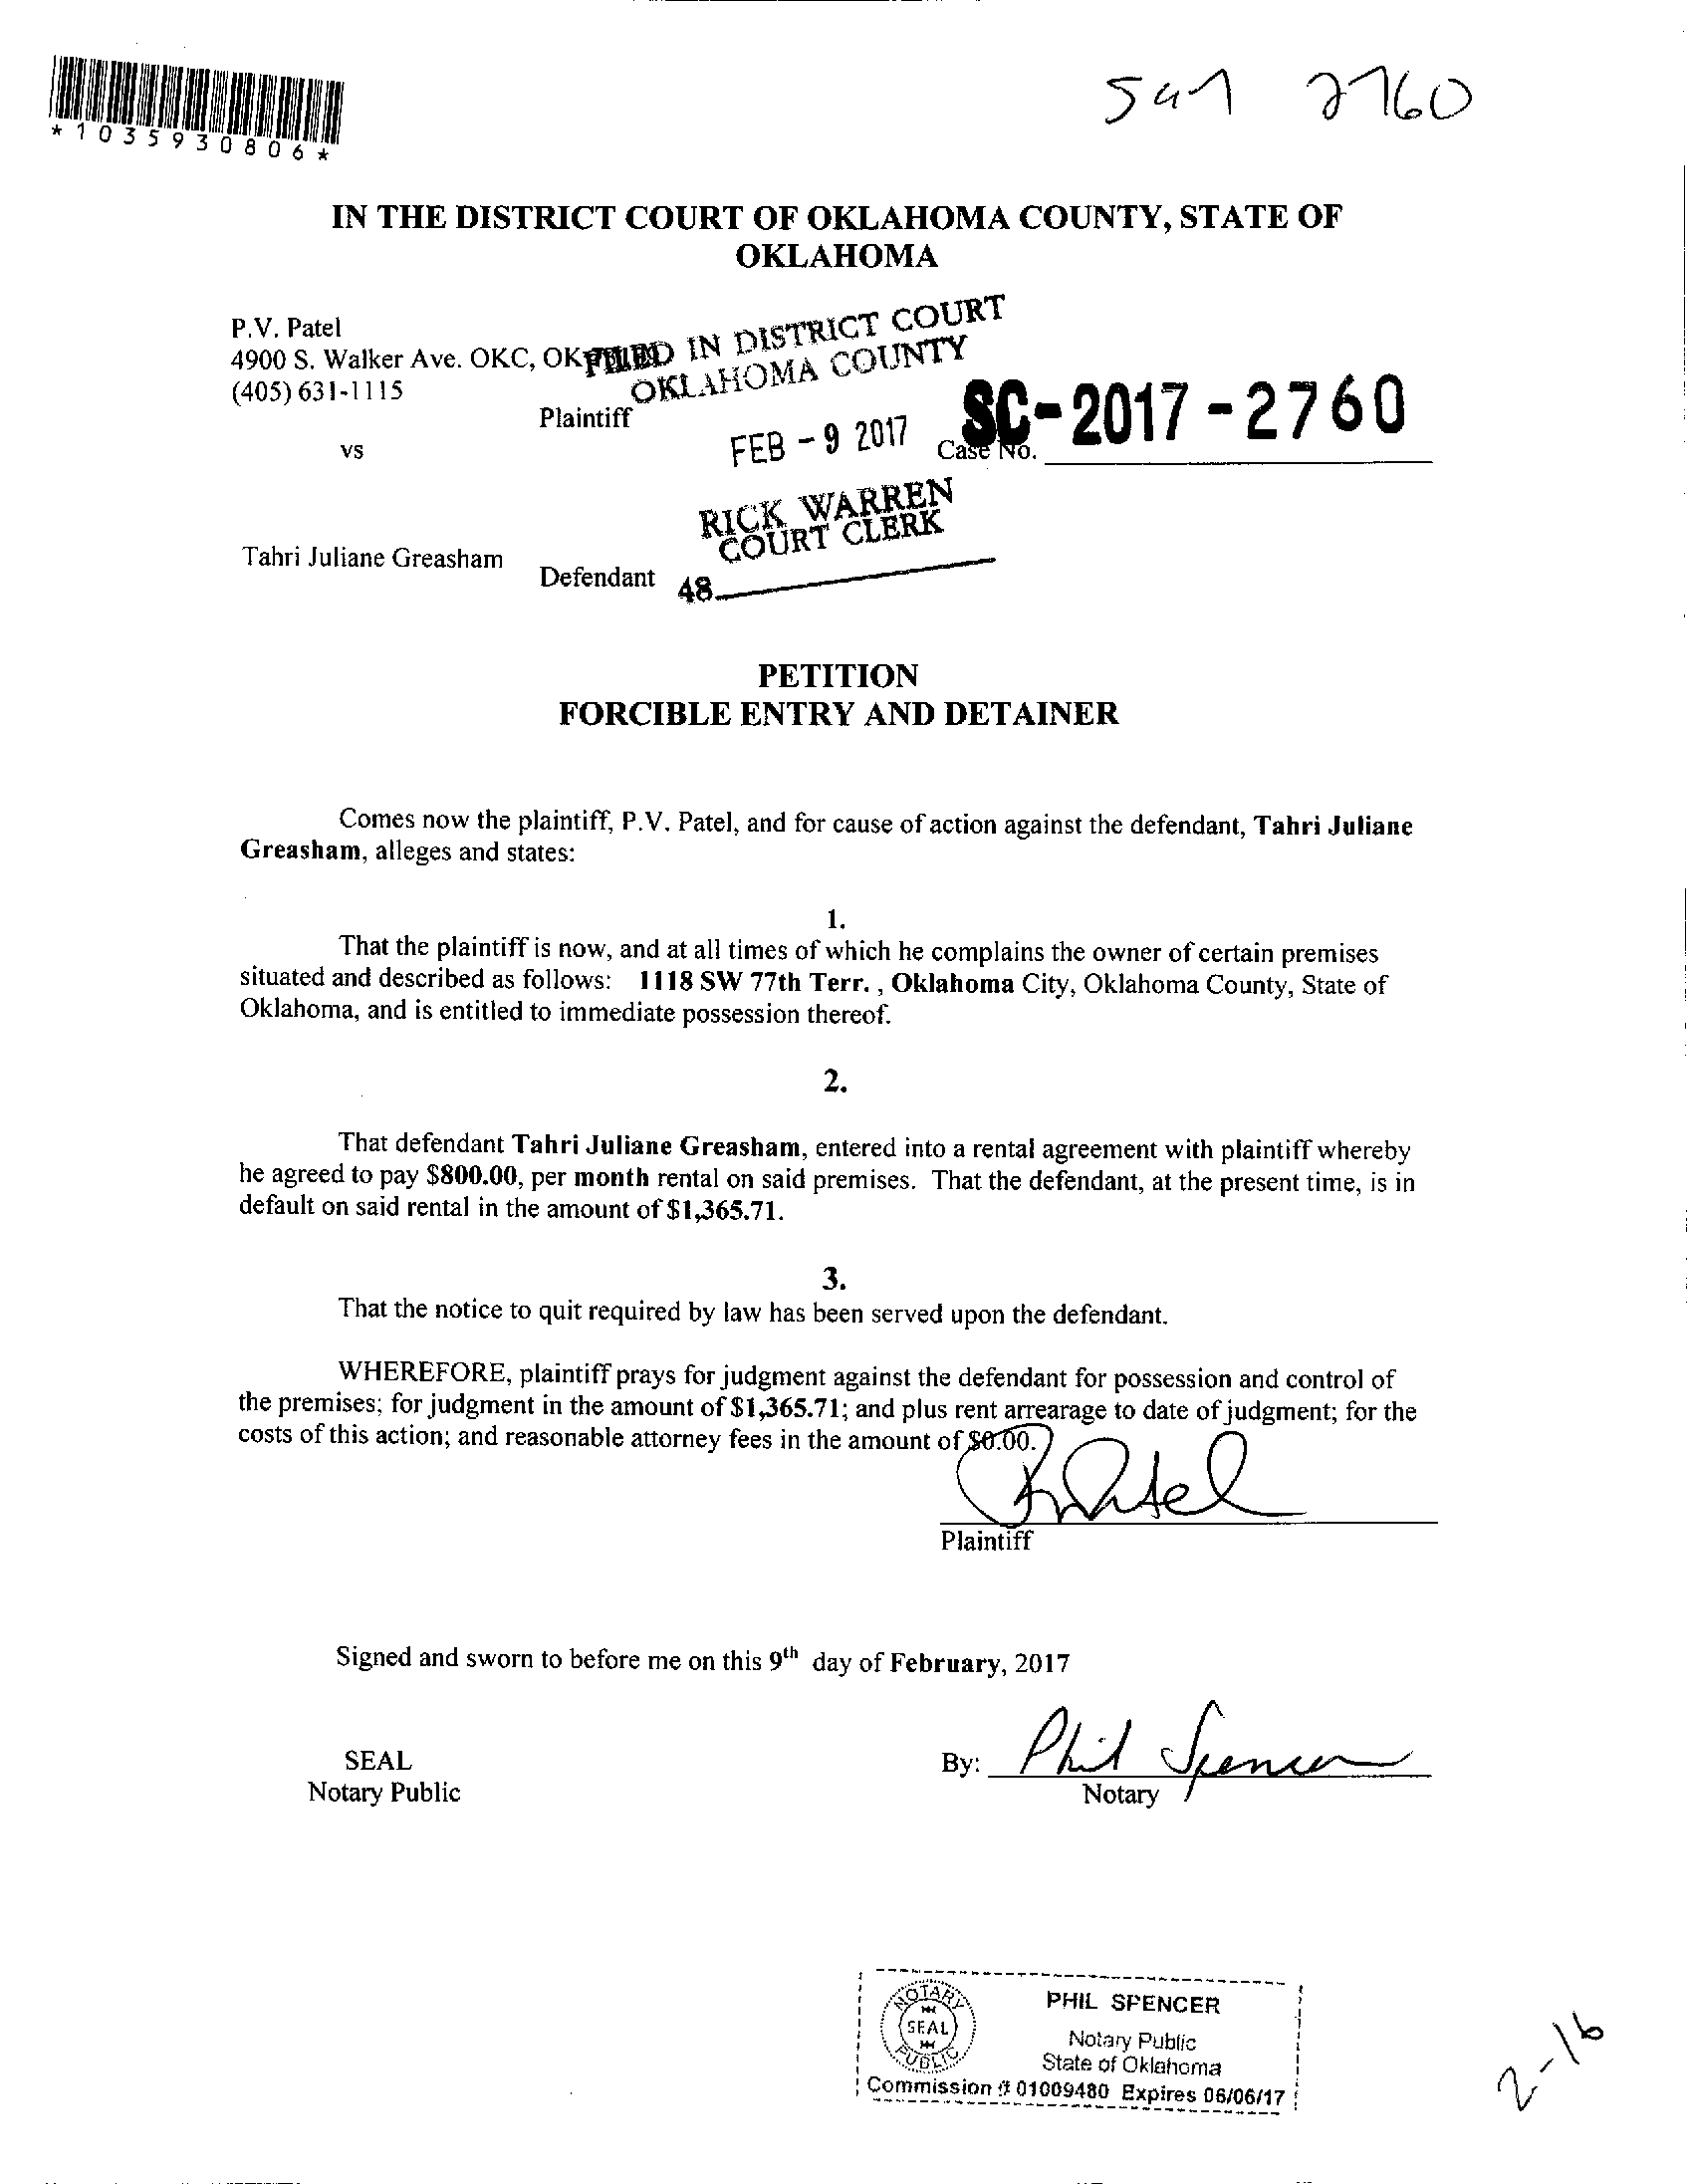 2760
*1035930806*
IN THE DISTRICT COURT OF OKLAHOMA COUNTY, STATE OF
OKLAHOMA
P.V. Patel
4900 S. Walker Ave. OKC, OK
(405) 631-1115
Plaintiff
vs
FILED IN DISTRICT COURT
OKLAHOMA COUNTY
FEB - 9 2017
SC-2017-2760
Case No.
RICK WARREN
COURT CLERK
48
Tahri Juliane Greasham
Defendant
PETITION
FORCIBLE ENTRY AND DETAINER
Comes now the plaintiff, P.V. Patel, and for cause of action against the defendant, Tahri Juliane
Greasham, alleges and states:
1.
That the plaintiff is now, and at all times of which he complains the owner of certain premises
situated and described as follows: 1118 SW 77th Terr. , Oklahoma City, Oklahoma County, State of
Oklahoma, and is entitled to immediate possession thereof.
2.
That defendant Tahri Juliane Greasham, entered into a rental agreement with plaintiff whereby
he agreed to pay $800.00, per month rental on said premises. That the defendant, at the present time, is in
default on said rental in the amount of $1,365.71.
3.
That the notice to quit required by law has been served upon the defendant.
WHEREFORE, plaintiff prays for judgment against the defendant for possession and control of
the premises; for judgment in the amount of $1,365.71; and plus rent arrearage to date of judgment; for the
costs of this action; and reasonable attorney fees in the amount of $0.00.
Plaintiff
Signed and sworn to before me on this 9th day of February, 2017
SEAL
Notary Public
By: Phil Spencer
Notary
NOTARY
SEAL
PUBLIC
PHIL SPENCER
Notary Public
State of Oklahoma
Commission # 01009480 Expires 06/06/17
2-16